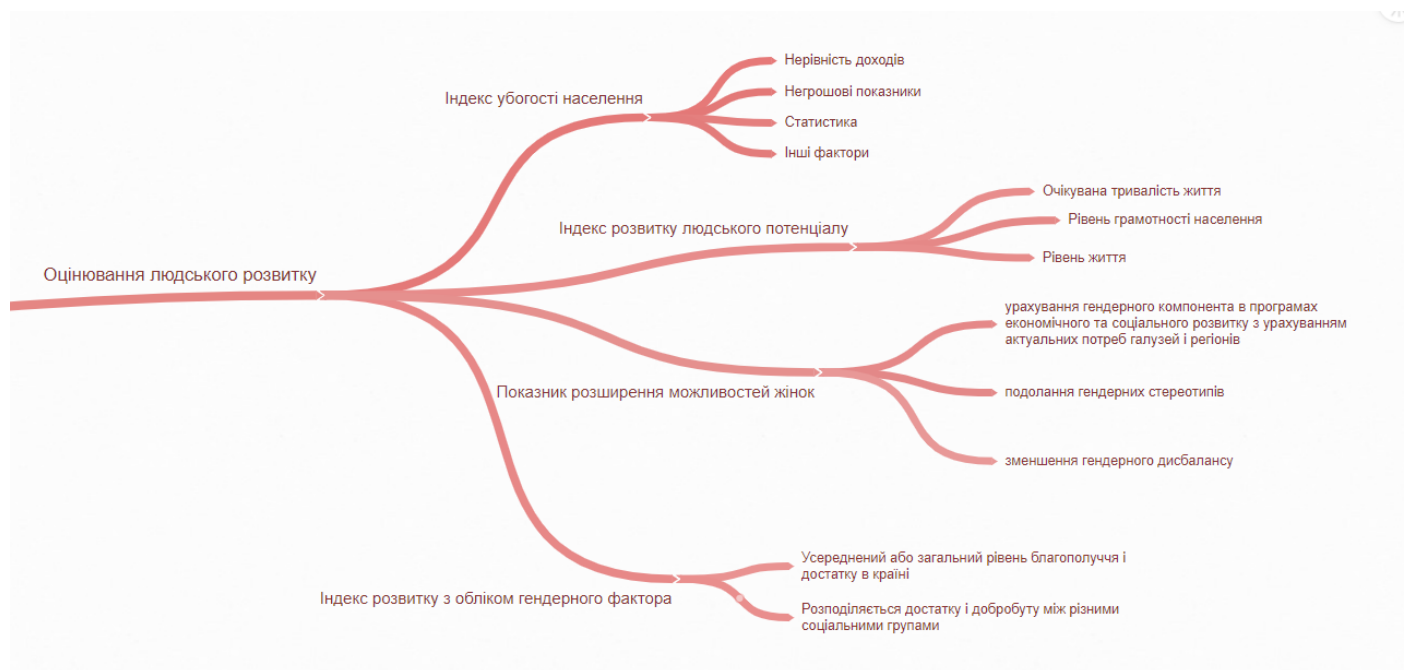 Нерівність доходів
Індекс убогості населення
Негрошові показники
Статистика
Інші фактори
Очікувана тривалість життя
Рівень грамотності населення
Індекс розвитку людського потенціалу
Рівень життя
Оцінювання людського розвитку
урахування гендерного компонента в програмах
економічного та соціального розвитку з урахуванням
актуальних потреб галузей і регіонів
Показник розширення можливостей жінок
подолання гендерних стереотипів
зменшення гендерного дисбалансу
Усереднений або загальний рівень благополуччя і
достатку в країні
Індекс розвитку з обліком гендерного фактора
Розподіляється достатку і добробуту між різними
соціальними групами